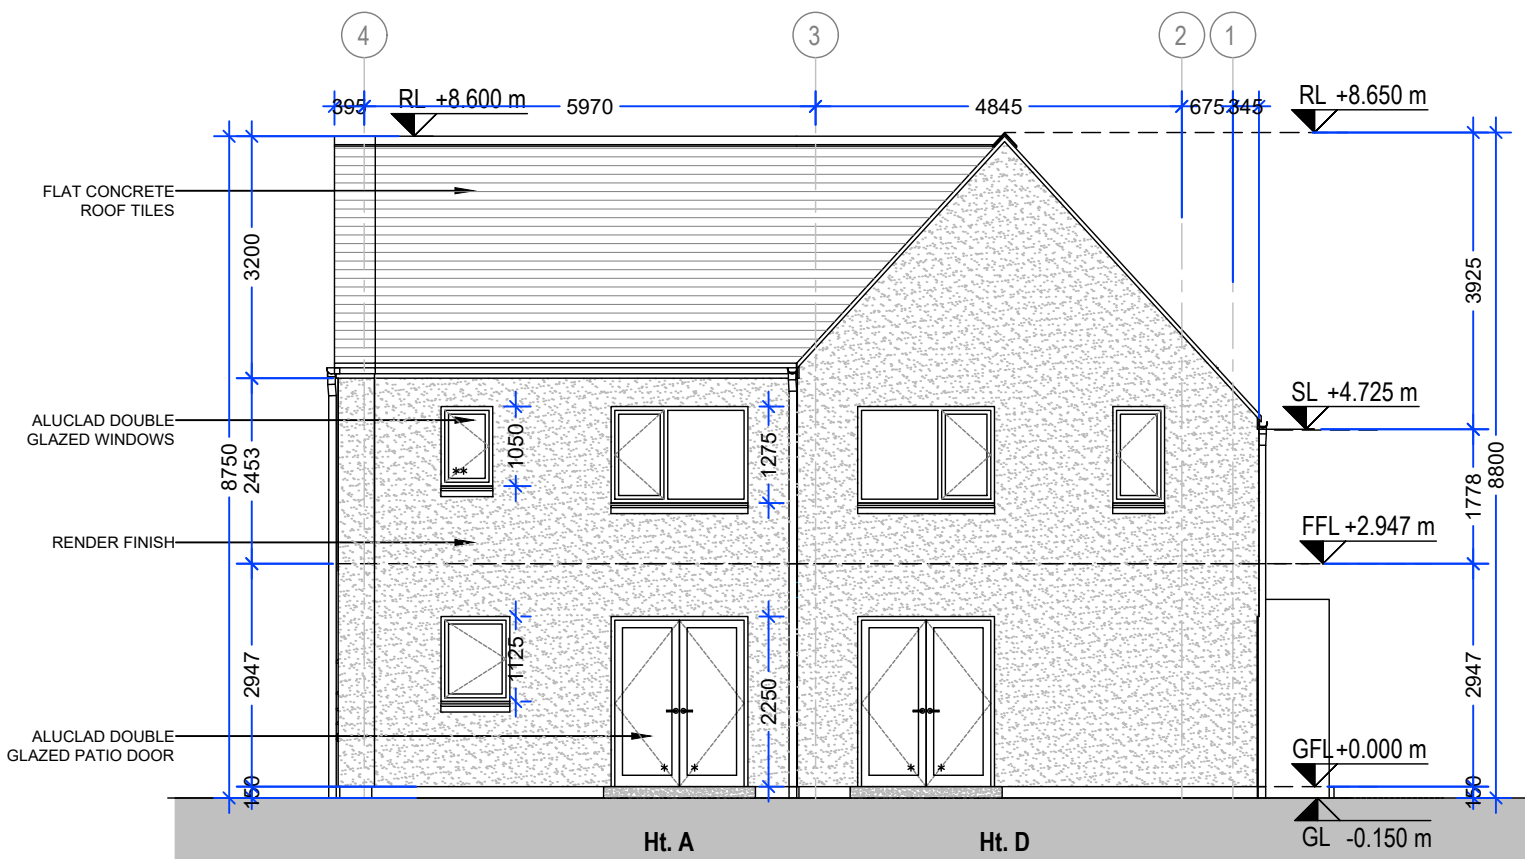 4
3
2
1
395
RL +8.600 m
5970
4845
675
345
RL +8.650 m
FLAT CONCRETE
ROOF TILES
3200
3925
SL +4.725 m
ALUCLAD DOUBLE
GLAZED WINDOWS
8750
2453
1050
**
1275
1778
8800
RENDER FINISH
FFL +2.947 m
2947
1125
2250
2947
ALUCLAD DOUBLE
GLAZED PATIO DOOR
* *
* *
GFL +0.000 m
150
150
Ht. A
Ht. D
GL -0.150 m